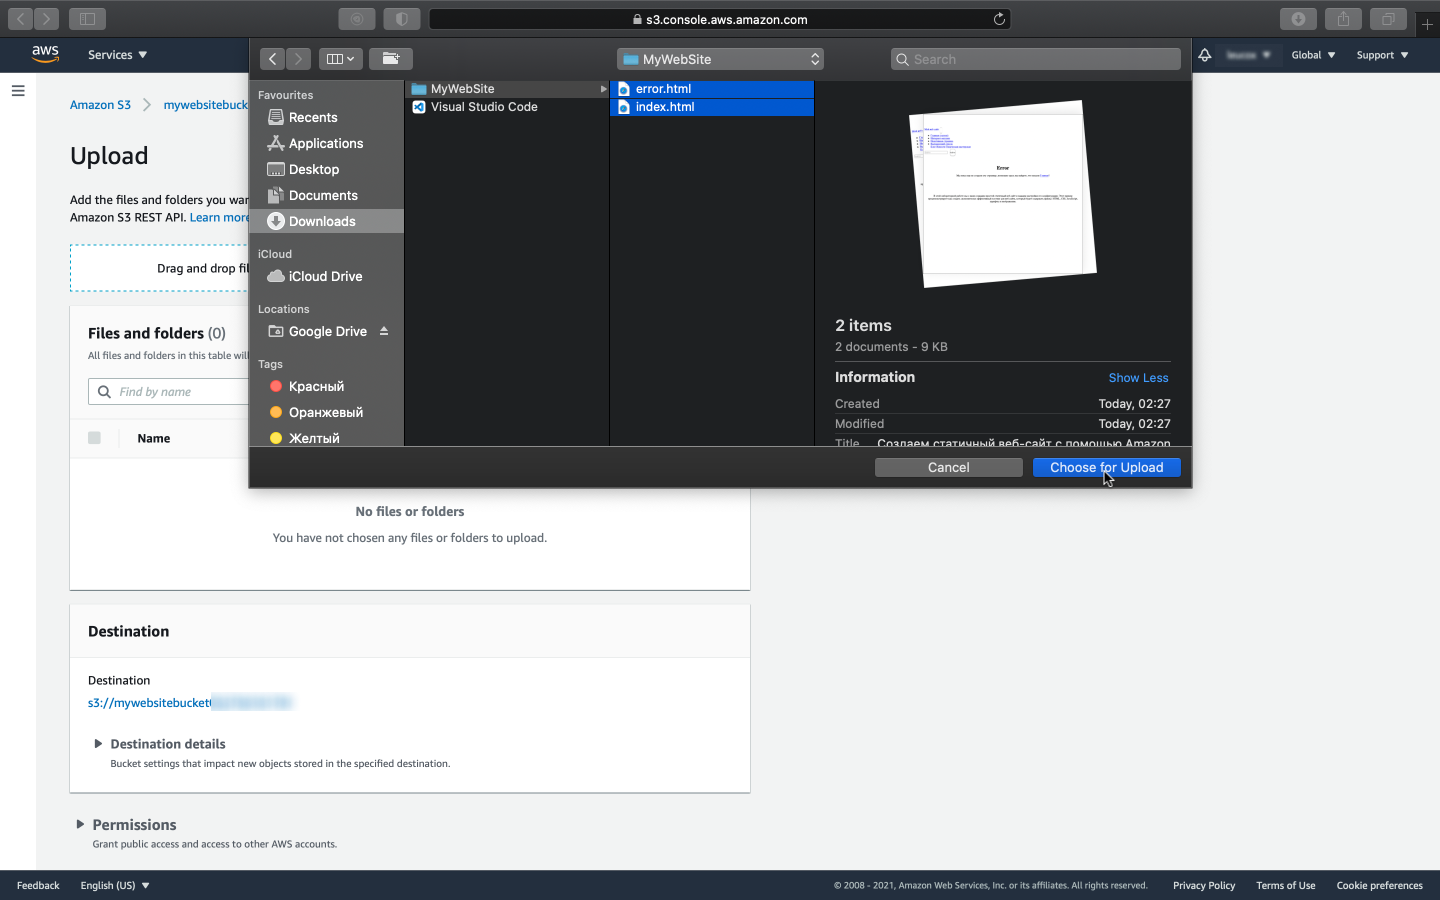 s3.console.aws.amazon.com
aws
Services
Global
Support
MyWebSite
Search
Favourites
Recents
Applications
Desktop
Documents
Downloads
iCloud
iCloud Drive
Locations
Google Drive
Tags
Красный
Оранжевый
Желтый
MyWebSite
Visual Studio Code
error.html
index.html
Error
2 items
2 documents - 9 KB
Information
Show Less
Created Today, 02:27
Modified Today, 02:27
Title Создаем статичный веб-сайт с помощью Amazon
Cancel
Choose for Upload
Amazon S3
mywebsitebuck
Upload
Add the files and folders you wan
Amazon S3 REST API. Learn more
Drag and drop fil
Files and folders (0)
All files and folders in this table will
Find by name
Name
No files or folders
You have not chosen any files or folders to upload.
Destination
Destination
s3://mywebsitebucket
Destination details
Bucket settings that impact new objects stored in the specified destination.
Permissions
Grant public access and access to other AWS accounts.
Feedback
English (US)
© 2008 - 2021, Amazon Web Services, Inc. or its affiliates. All rights reserved.
Privacy Policy
Terms of Use
Cookie preferences